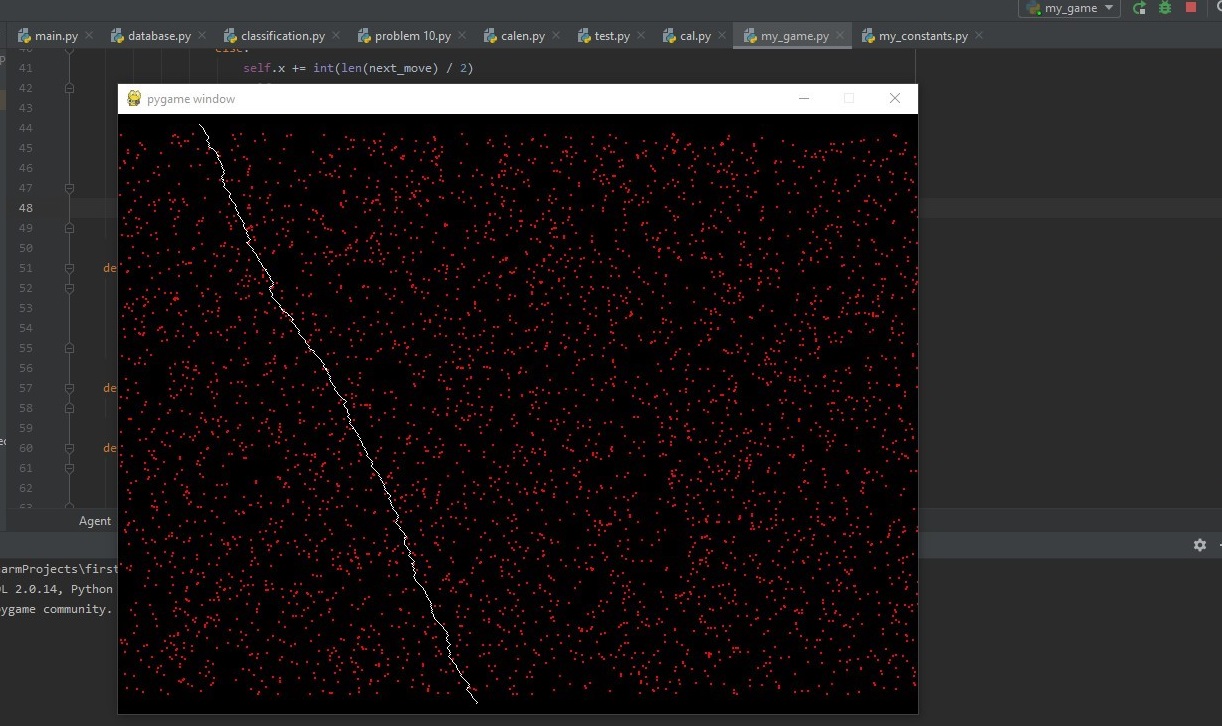 my_game
main.py database.py classification.py problem 10.py calen.py test.py cal.py my_game.py my_constants.py
41 self.x += int(len(next_move) / 2)
42
pygame window
43
44
45
46
47
48
49
50
51 de
52
53
54
55
56
57 de
58
59
60 de
61
62
Agent
armProjects\first
L 2.0.14, Python
ygame community.